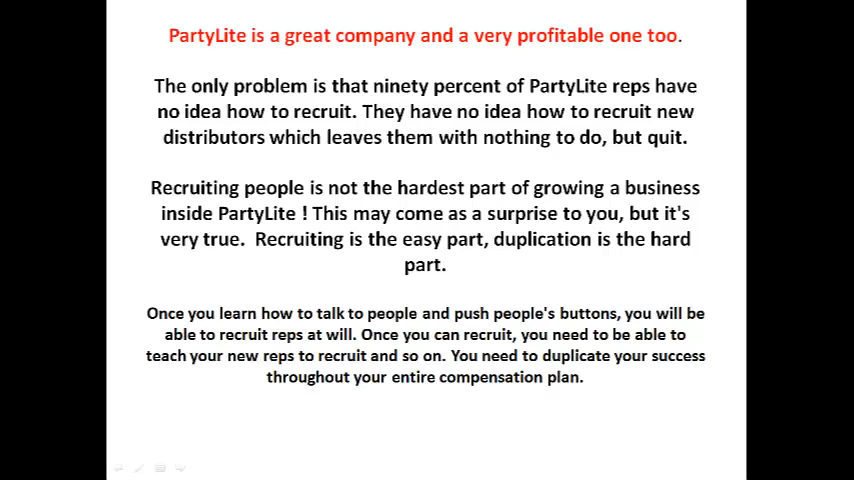 PartyLite is a great company and a very profitable one too.
The only problem is that ninety percent of PartyLite reps have
no idea how to recruit. They have no idea how to recruit new
distributors which leaves them with nothing to do, but quit.
Recruiting people is not the hardest part of growing a business
inside PartyLite ! This may come as a surprise to you, but it's
very true.  Recruiting is the easy part, duplication is the hard
part.
Once you learn how to talk to people and push people's buttons, you will be
able to recruit reps at will. Once you can recruit, you need to be able to
teach your new reps to recruit and so on. You need to duplicate your success
throughout your entire compensation plan.